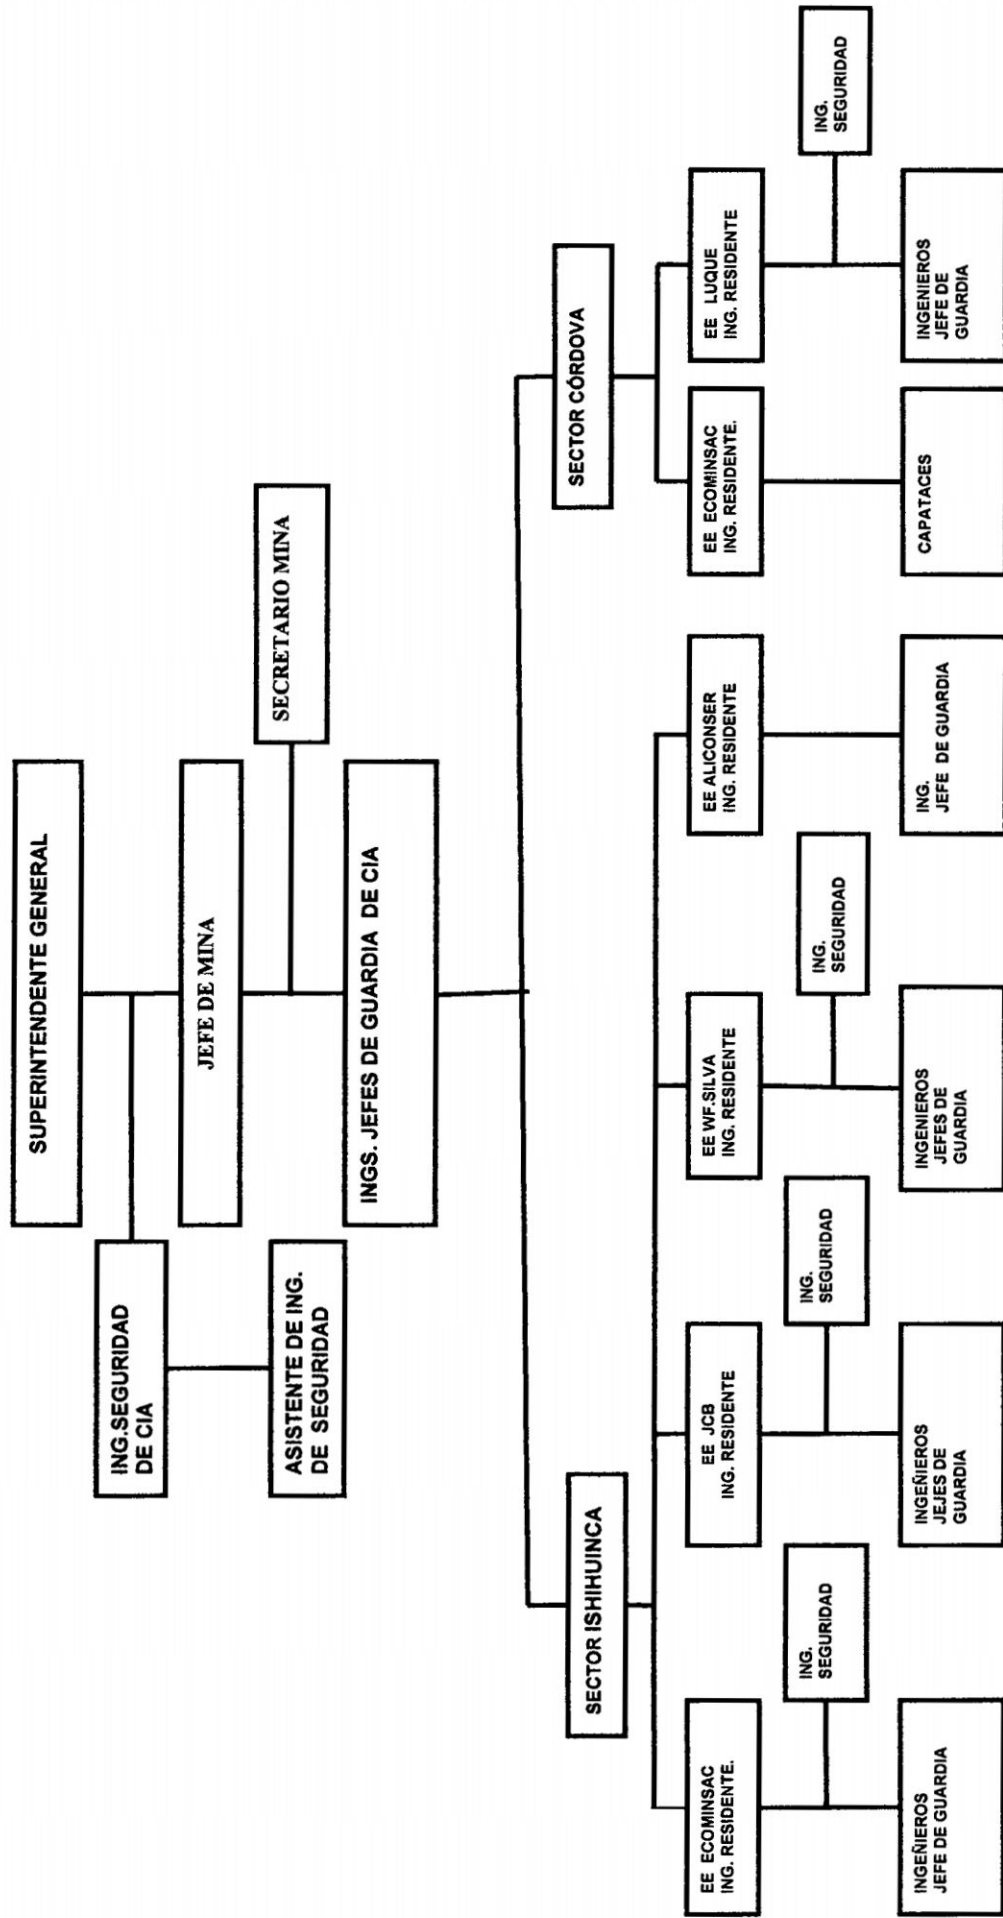 SUPERINTENDENTE GENERAL
ING.SEGURIDAD
DE CIA
JEFE DE MINA
ASISTENTE DE ING.
DE SEGURIDAD
SECRETARIO MINA
INGS. JEFES DE GUARDIA DE CIA
SECTOR ISHIHUINCA
SECTOR CÓRDOVA
EE ECOMINSAC
ING. RESIDENTE.
EE JCB
ING. RESIDENTE
EE WF.SILVA
ING. RESIDENTE
EE ALICONSER
ING. RESIDENTE
EE ECOMINSAC
ING. RESIDENTE.
EE LUQUE
ING. RESIDENTE
ING.
SEGURIDAD
ING.
SEGURIDAD
ING.
SEGURIDAD
ING.
SEGURIDAD
INGEÑIEROS
JEFE DE GUARDIA
INGEÑIEROS
JEJES DE
GUARDIA
INGENIEROS
JEFES DE
GUARDIA
ING.
JEFE DE GUARDIA
CAPATACES
INGENIEROS
JEFE DE
GUARDIA